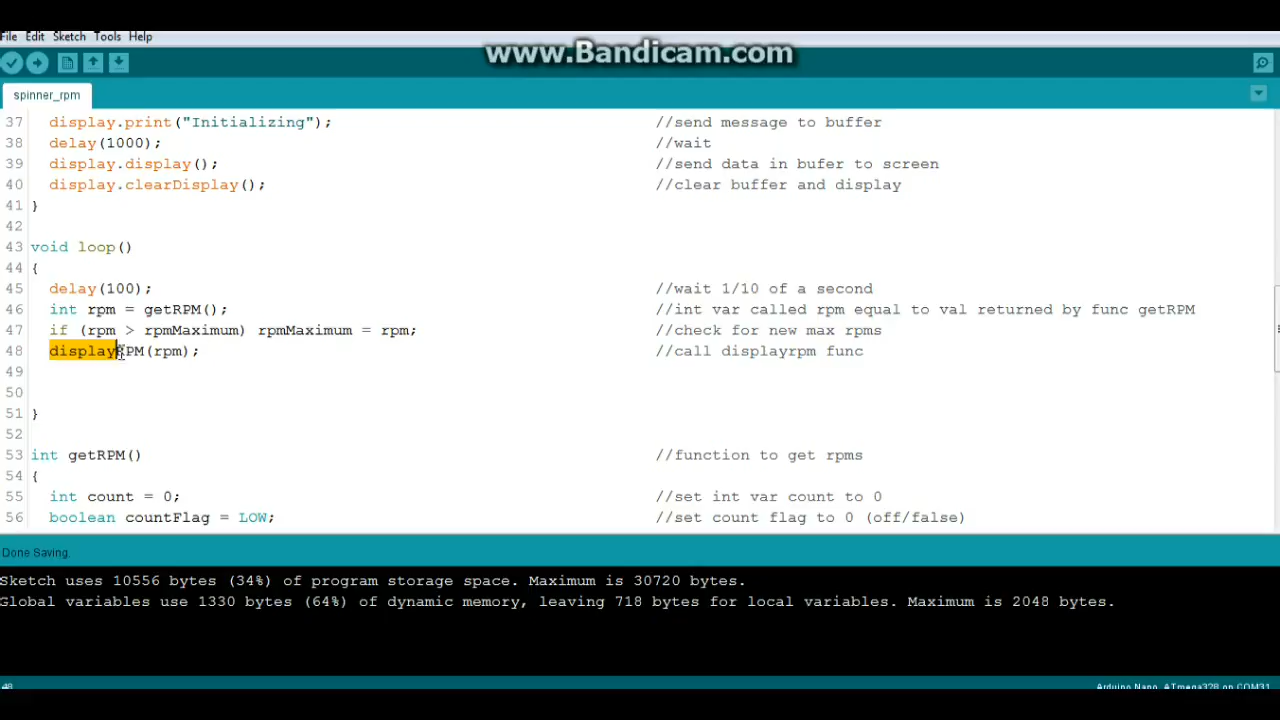 www.Bandicam.com
File Edit Sketch Tools Help
spinner_rpm
37 display.print("Initializing"); //send message to buffer
38 delay(1000); //wait
39 display.display(); //send data in bufer to screen
40 display.clearDisplay(); //clear buffer and display
41 }
42
43 void loop()
44 {
45 delay(100); //wait 1/10 of a second
46 int rpm = getRPM(); //int var called rpm equal to val returned by func getRPM
47 if (rpm > rpmMaximum) rpmMaximum = rpm; //check for new max rpms
48 displayRPM(rpm); //call displayrpm func
49
50
51 }
52
53 int getRPM() //function to get rpms
54 {
55 int count = 0; //set int var count to 0
56 boolean countFlag = LOW; //set count flag to 0 (off/false)
Done Saving.
Sketch uses 10556 bytes (34%) of program storage space. Maximum is 30720 bytes.
Global variables use 1330 bytes (64%) of dynamic memory, leaving 718 bytes for local variables. Maximum is 2048 bytes.
48 Arduino Nano, ATmega328 on COM31